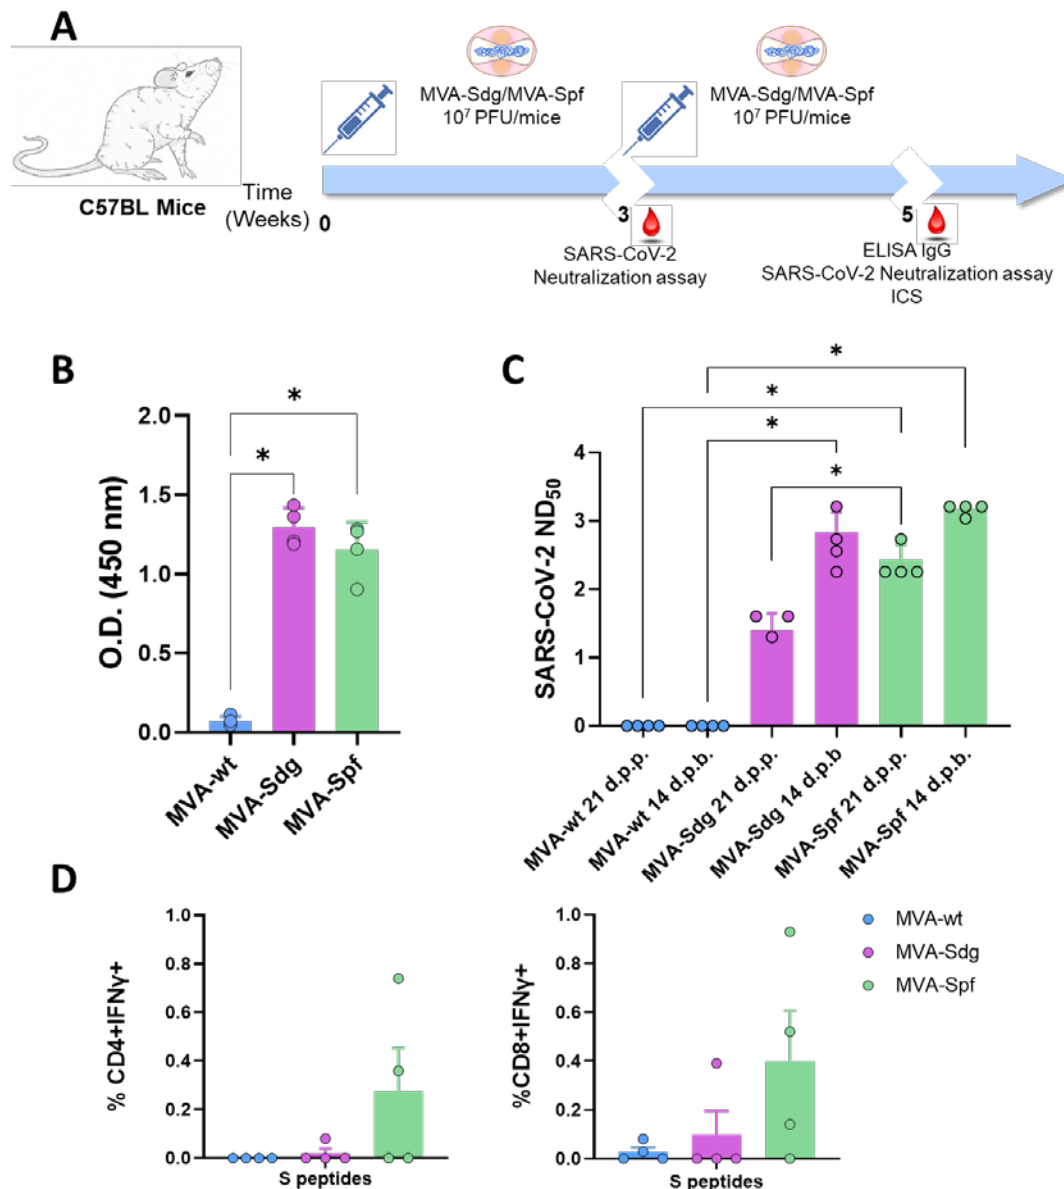 A
MVA-Sdg/MVA-Spf
10⁷ PFU/mice
MVA-Sdg/MVA-Spf
10⁷ PFU/mice
C57BL Mice
Time
(Weeks)
0
3
5
SARS-CoV-2
Neutralization assay
ELISA IgG
SARS-CoV-2 Neutralization assay
ICS
B
O.D. (450 nm)
2.0
1.5
1.0
0.5
0.0
*
*
MVA-wt
MVA-Sdg
MVA-Spf
C
SARS-CoV-2 ND₅₀
4
3
2
1
0
*
*
*
*
MVA-wt 21 d.p.p.
MVA-wt 14 d.p.b.
MVA-Sdg 21 d.p.p.
MVA-Sdg 14 d.p.b
MVA-Spf 21 d.p.p.
MVA-Spf 14 d.p.b.
D
% CD4+IFNγ+
1.0
0.8
0.6
0.4
0.2
0.0
S peptides
%CD8+IFNγ+
1.0
0.8
0.6
0.4
0.2
0.0
S peptides
MVA-wt
MVA-Sdg
MVA-Spf